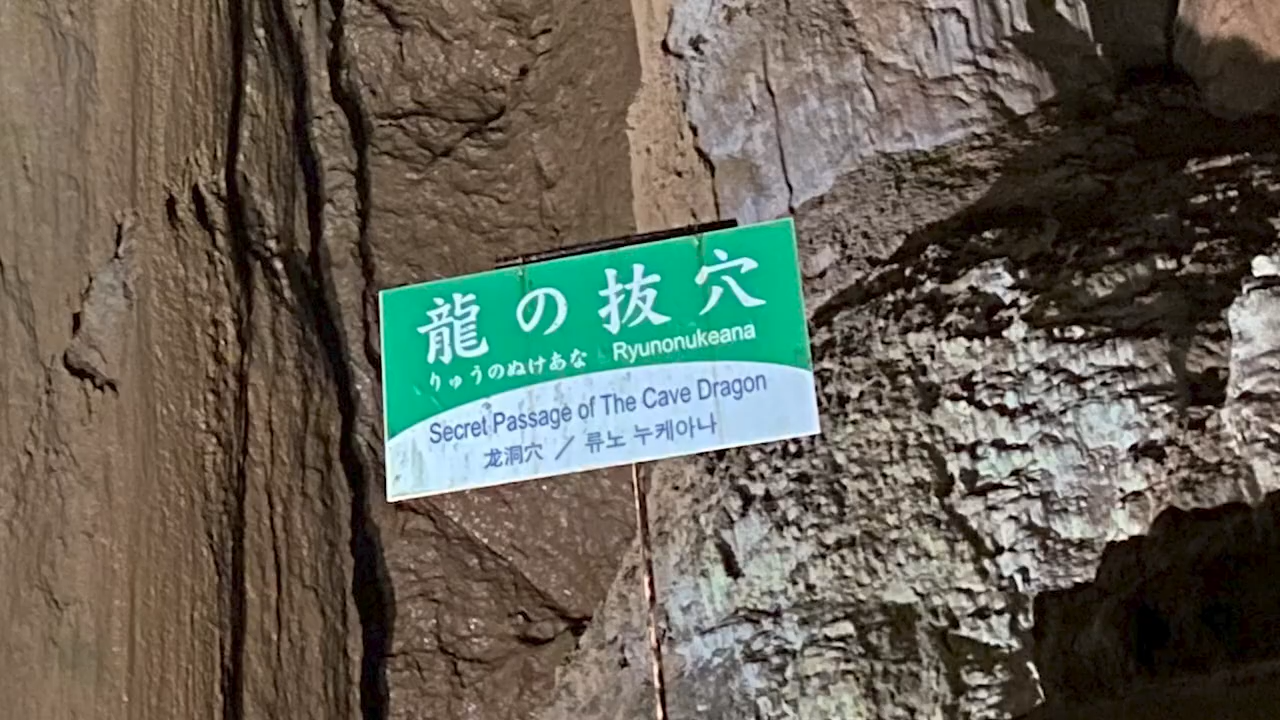 龍の抜穴
りゅうのぬけあな Ryunonukeana
Secret Passage of The Cave Dragon
龙洞穴 ／ 류노 누케아나